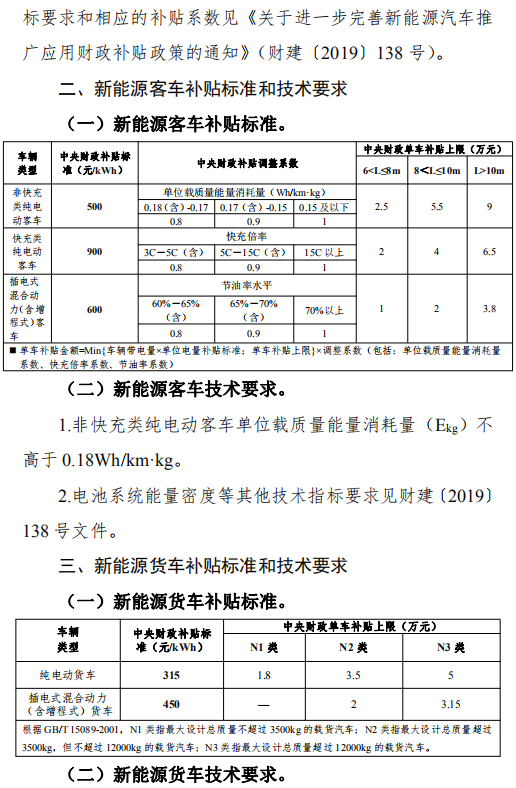 标要求和相应的补贴系数见《关于进一步完善新能源汽车推
广应用财政补贴政策的通知》（财建〔2019〕138 号）。
二、新能源客车补贴标准和技术要求
（一）新能源客车补贴标准。
车辆类型 中央财政补贴标准（元/kWh） 中央财政补贴调整系数 中央财政单车补贴上限（万元）
6<L≤8m 8＜L≤10m L>10m
非快充类纯电动客车 500 单位载质量能量消耗量（Wh/km·kg） 2.5 5.5 9
0.18（含）-0.17 0.17（含）-0.15 0.15 及以下
0.8 0.9 1
快充类纯电动客车 900 快充倍率 2 4 6.5
3C－5C（含） 5C－15C（含） 15C 以上
0.8 0.9 1
插电式混合动力（含增程式）客车 600 节油率水平 1 2 3.8
60%－65%（含） 65%－70%（含） 70%以上
0.8 0.9 1
■ 单车补贴金额=Min{车辆带电量×单位电量补贴标准；单车补贴上限}×调整系数（包括：单位载质量能量消耗量
系数、快充倍率系数、节油率系数）
（二）新能源客车技术要求。
1.非快充类纯电动客车单位载质量能量消耗量（Ekg）不
高于 0.18Wh/km·kg。
2.电池系统能量密度等其他技术指标要求见财建〔2019〕
138 号文件。
三、新能源货车补贴标准和技术要求
（一）新能源货车补贴标准。
车辆类型 中央财政补贴标准（元/kWh） 中央财政单车补贴上限（万元）
N1 类 N2 类 N3 类
纯电动货车 315 1.8 3.5 5
插电式混合动力（含增程式）货车 450 — 2 3.15
根据 GB/T 15089-2001，N1 类指最大设计总质量不超过 3500kg 的载货汽车；N2 类指最大设计总质量超过
3500kg，但不超过 12000kg 的载货汽车；N3 类指最大设计总质量超过 12000kg 的载货汽车。
（二）新能源货车技术要求。